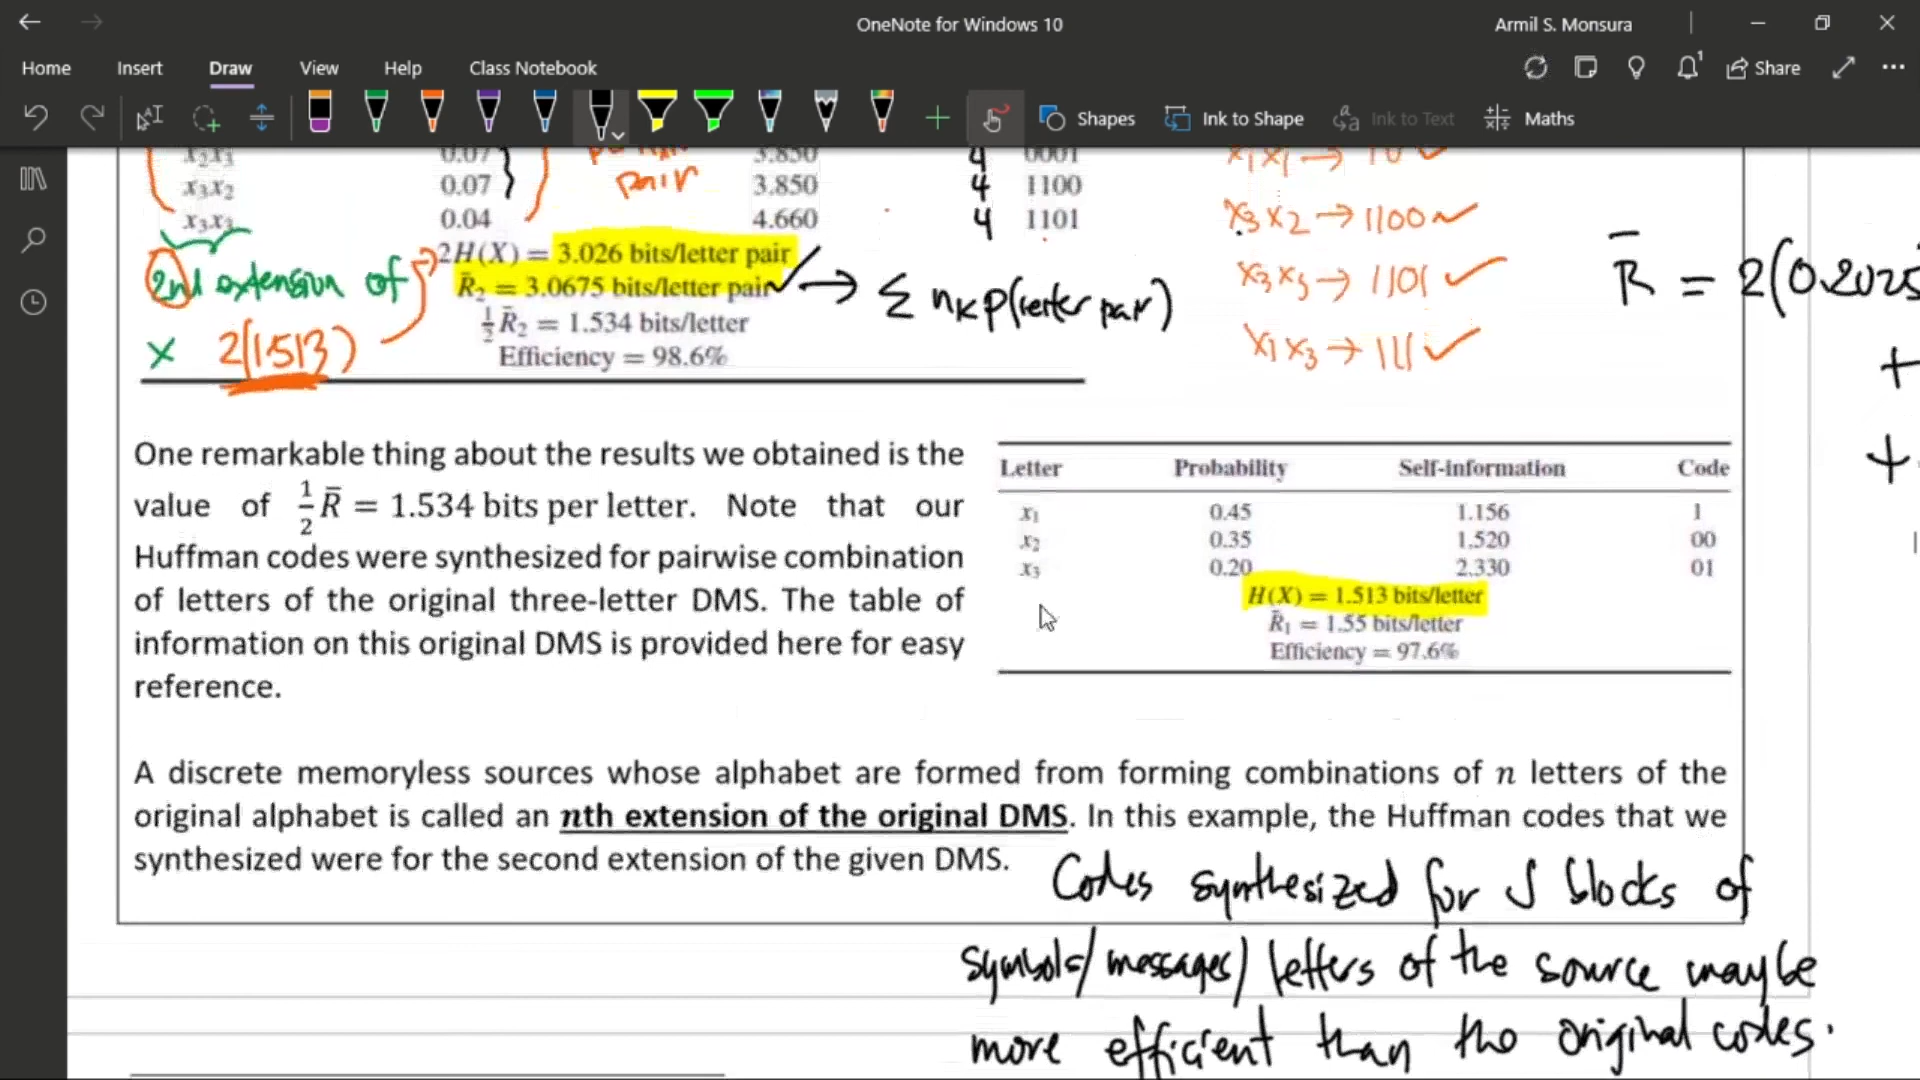 OneNote for Windows 10
Armil S. Monsura
Home Insert Draw View Help Class Notebook
Share
Shapes Ink to Shape Ink to Text Maths
0.07 3.850 4 0001
pair
x₃x₂ 0.07 3.850 4 1100
x₃x₃ 0.04 4.660 4 1101
x₃x₂ → 1100
x₃x₃ → 1101
x₁x₃ → 111
2H(X) = 3.026 bits/letter pair
R̄₂ = 3.0675 bits/letter pair → Σ nₖ p(letter pair)
½R̄₂ = 1.534 bits/letter
Efficiency = 98.6%
2nd extension of
X 2(1.513)
R̄ = 2(0.2025
+
+
One remarkable thing about the results we obtained is the
value of ½R̄ = 1.534 bits per letter. Note that our
Huffman codes were synthesized for pairwise combination
of letters of the original three-letter DMS. The table of
information on this original DMS is provided here for easy
reference.
Letter Probability Self-information Code
x₁ 0.45 1.156 1
x₂ 0.35 1.520 00
x₃ 0.20 2.330 01
H(X) = 1.513 bits/letter
R̄₁ = 1.55 bits/letter
Efficiency = 97.6%
A discrete memoryless sources whose alphabet are formed from forming combinations of n letters of the
original alphabet is called an nth extension of the original DMS. In this example, the Huffman codes that we
synthesized were for the second extension of the given DMS.
Codes synthesized for J blocks of
symbols/messages/letters of the source maybe
more efficient than the original codes.